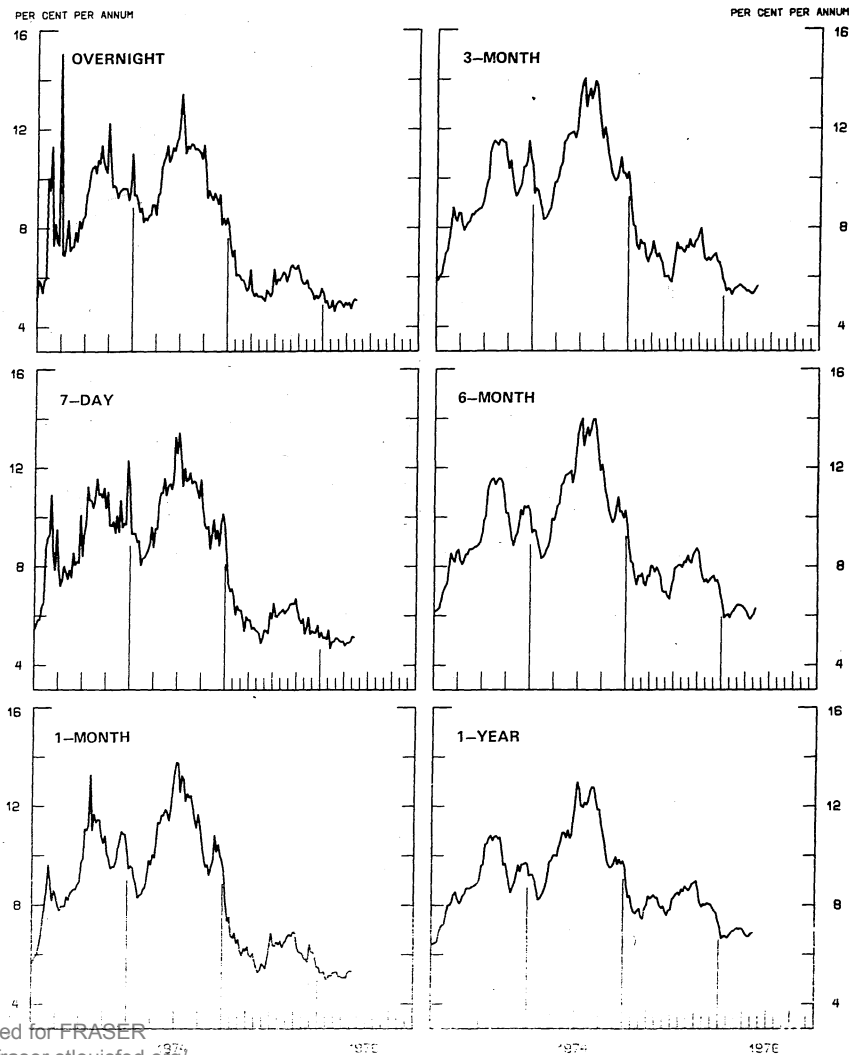 PER CENT PER ANNUM PER CENT PER ANNUM
16 16
OVERNIGHT 3–MONTH
12 12
8 8
4 4
16 16
7–DAY 6–MONTH
12 12
8 8
4 4
16 16
1–MONTH 1–YEAR
12 12
8 8
4 4
ed for FRASER
1974 1976 1974 1976